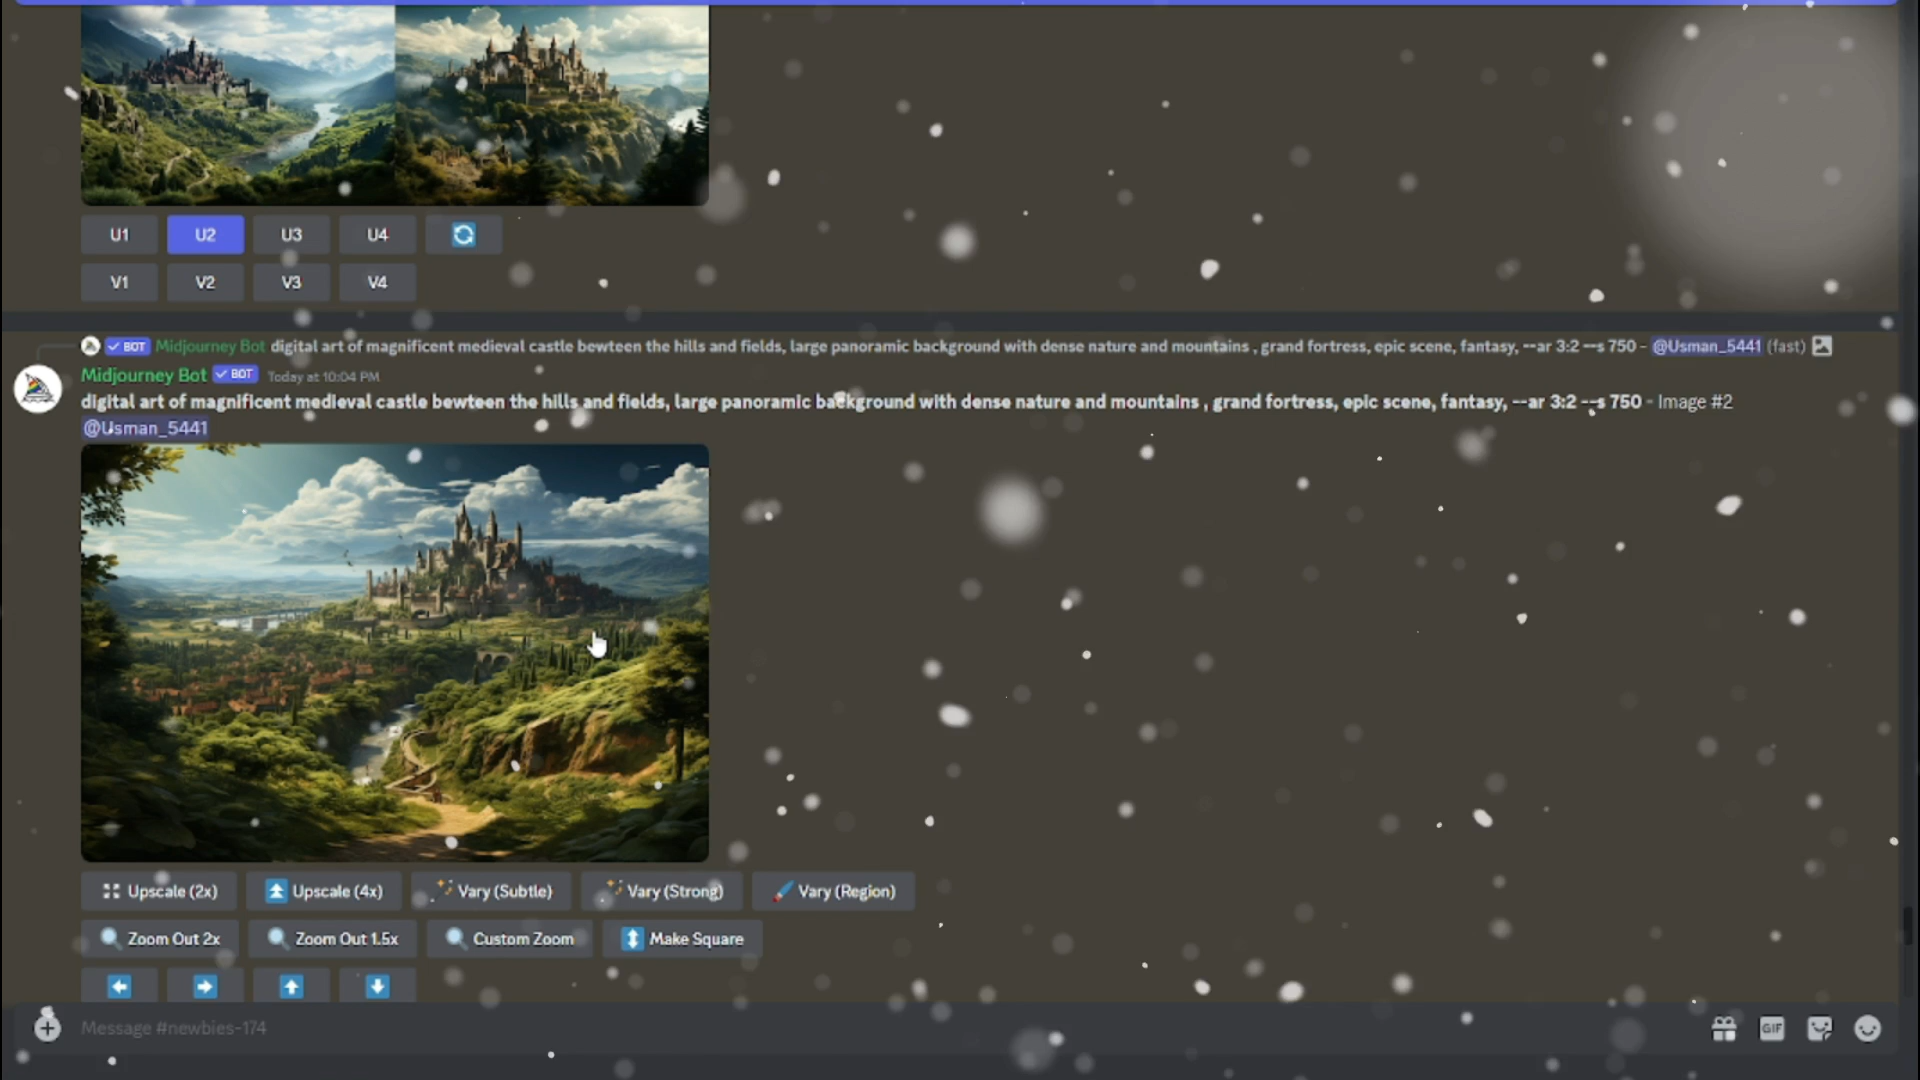 U1 U2 U3 U4
V1 V2 V3 V4
BOT Midjourney Bot digital art of magnificent medieval castle bewteen the hills and fields, large panoramic background with dense nature and mountains , grand fortress, epic scene, fantasy, --ar 3:2 --s 750 - @Usman_5441 (fast)
Midjourney Bot BOT Today at 10:04 PM
digital art of magnificent medieval castle bewteen the hills and fields, large panoramic background with dense nature and mountains , grand fortress, epic scene, fantasy, --ar 3:2 --s 750 - Image #2
@Usman_5441
Upscale (2x) Upscale (4x) Vary (Subtle) Vary (Strong) Vary (Region)
Zoom Out 2x Zoom Out 1.5x Custom Zoom Make Square
Message #newbies-174 GIF